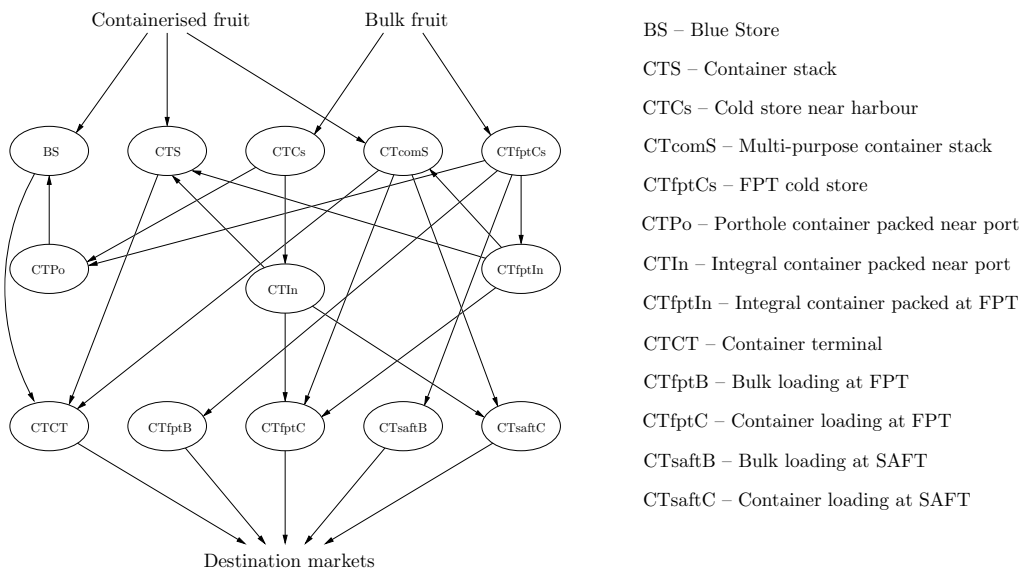 Containerised fruit
Bulk fruit
BS
CTS
CTCs
CTcomS
CTfptCs
CTPo
CTIn
CTfptIn
CTCT
CTfptB
CTfptC
CTsaftB
CTsaftC
Destination markets
BS – Blue Store
CTS – Container stack
CTCs – Cold store near harbour
CTcomS – Multi-purpose container stack
CTfptCs – FPT cold store
CTPo – Porthole container packed near port
CTIn – Integral container packed near port
CTfptIn – Integral container packed at FPT
CTCT – Container terminal
CTfptB – Bulk loading at FPT
CTfptC – Container loading at FPT
CTsaftB – Bulk loading at SAFT
CTsaftC – Container loading at SAFT